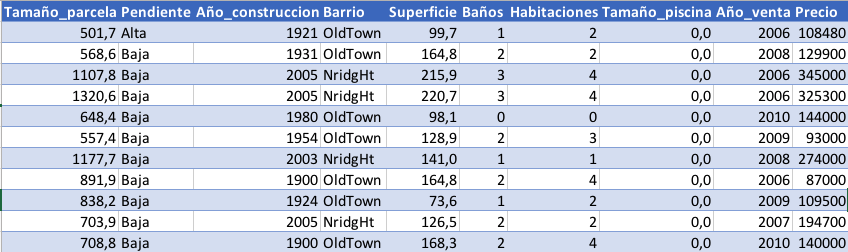 Tamaño_parcela Pendiente Año_construccion Barrio Superficie Baños Habitaciones Tamaño_piscina Año_venta Precio
501,7 Alta 1921 OldTown 99,7 1 2 0,0 2006 108480
568,6 Baja 1931 OldTown 164,8 2 2 0,0 2008 129900
1107,8 Baja 2005 NridgHt 215,9 3 4 0,0 2006 345000
1320,6 Baja 2005 NridgHt 220,7 3 4 0,0 2006 325300
648,4 Baja 1980 OldTown 98,1 0 0 0,0 2010 144000
557,4 Baja 1954 OldTown 128,9 2 3 0,0 2009 93000
1177,7 Baja 2003 NridgHt 141,0 1 1 0,0 2008 274000
891,9 Baja 1900 OldTown 164,8 2 4 0,0 2006 87000
838,2 Baja 1924 OldTown 73,6 1 2 0,0 2009 109500
703,9 Baja 2005 NridgHt 126,5 2 2 0,0 2007 194700
708,8 Baja 1900 OldTown 168,3 2 4 0,0 2010 140000